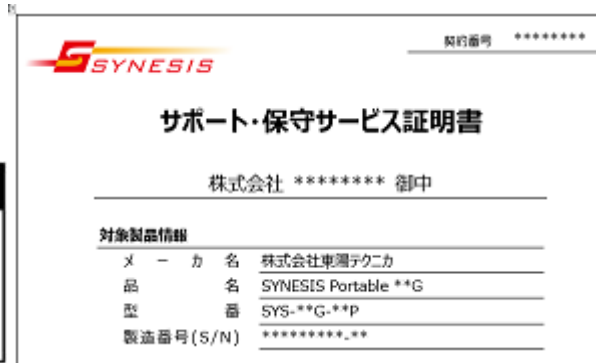 契約番号 ********
SYNESIS
サポート・保守サービス証明書
株式会社 ******** 御中
対象製品情報
メーカ名 株式会社東陽テクニカ
品名 SYNESIS Portable **G
型番 SYS-**G-**P
製造番号(S/N) *********-**